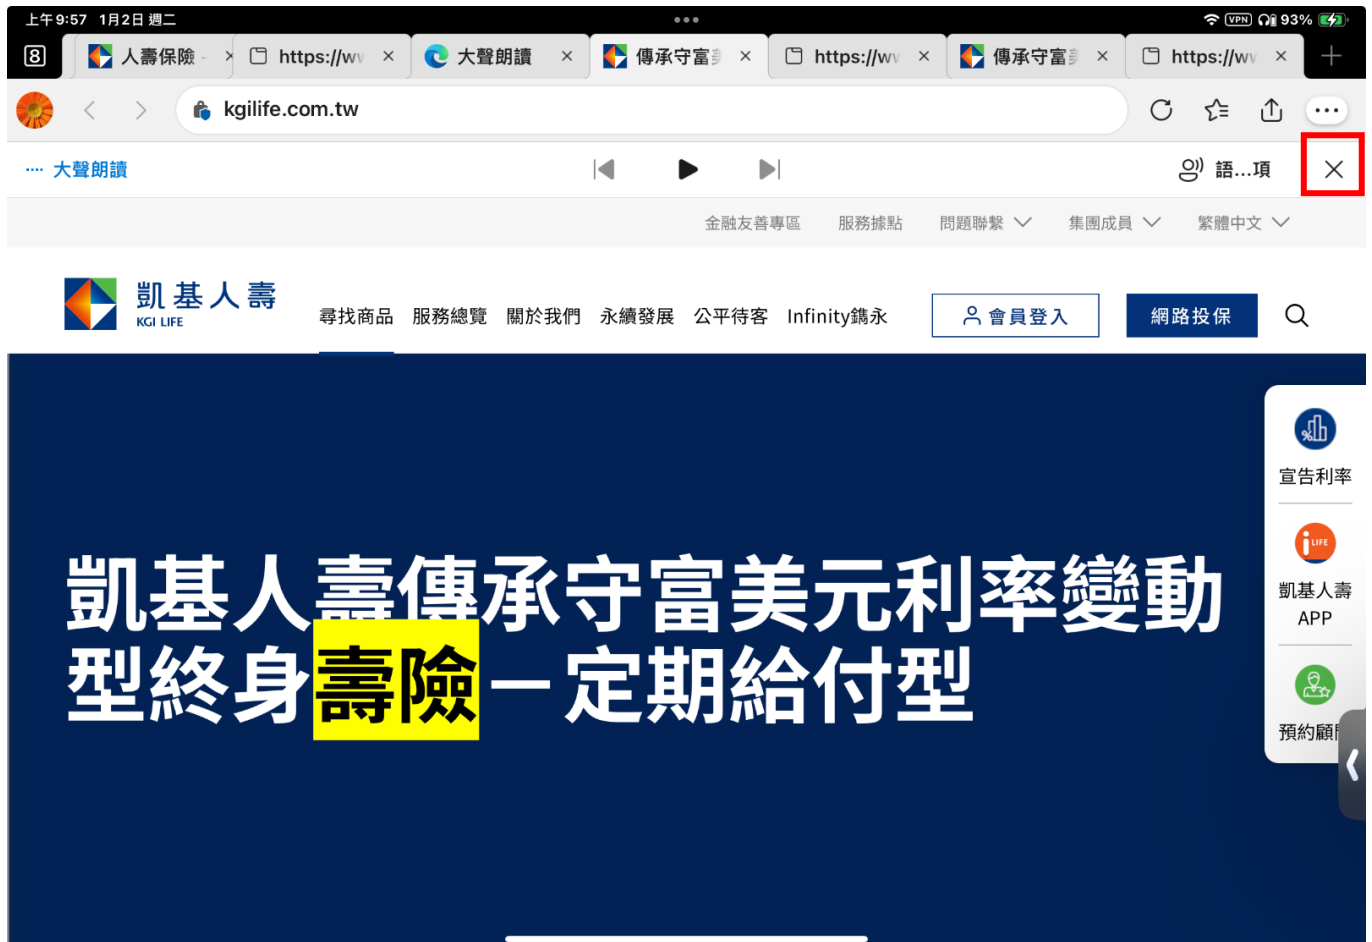 上午9:57 1月2日 週二
VPN 93%
8 人壽保險 - https://wv 大聲朗讀 傳承守富美 https://wv 傳承守富美 https://wv
kgilife.com.tw
大聲朗讀 語...項
金融友善專區 服務據點 問題聯繫 集團成員 繁體中文
凱基人壽
KGI LIFE
尋找商品 服務總覽 關於我們 永續發展 公平待客 Infinity鐫永 會員登入 網路投保
%
宣告利率
i LIFE
凱基人壽
APP
預約顧
凱基人壽傳承守富美元利率變動
型終身壽險－定期給付型